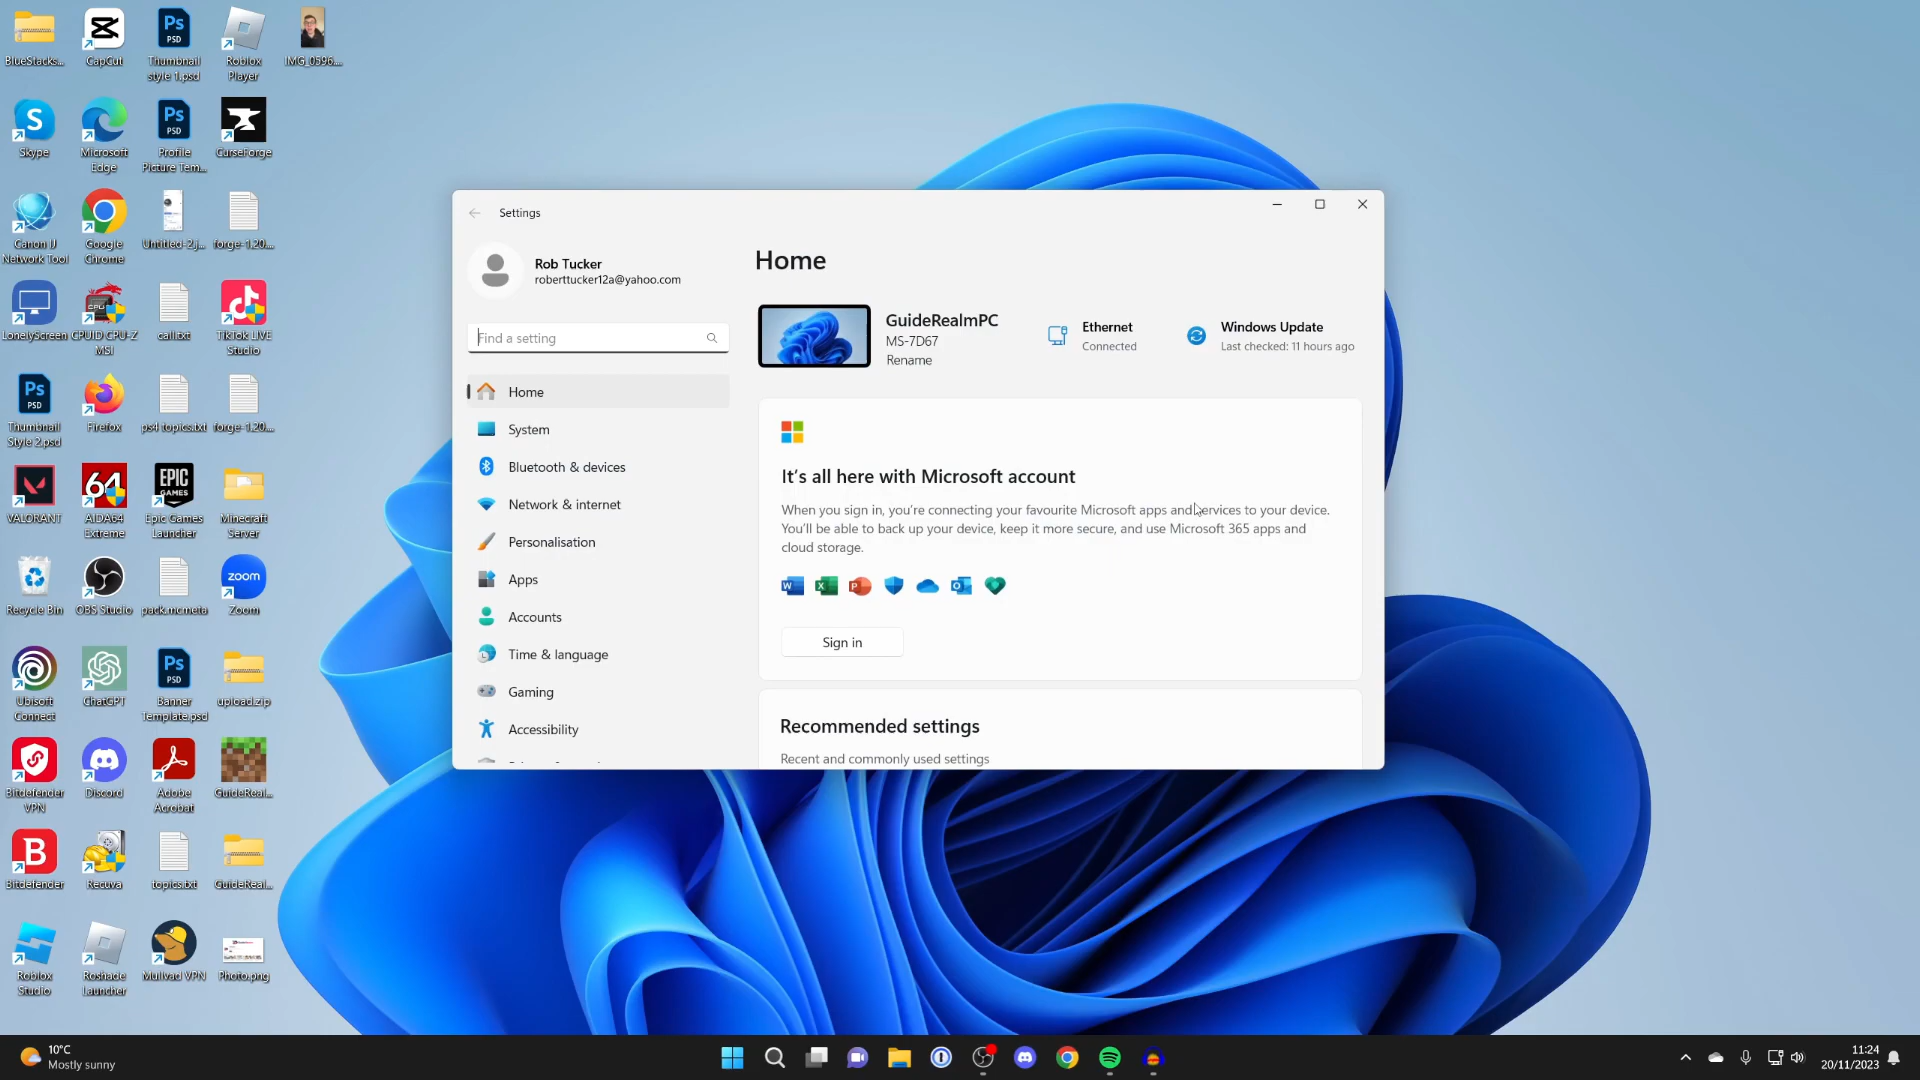 BlueStacks...
CapCut
Thumbnail
style 1.psd
Roblox
Player
IMG_0596....
Skype
Microsoft
Edge
Profile
Picture Tem...
CurseForge
Canon IJ
Network Tool
Google
Chrome
Untitled-2.j...
forge-1.20....
LonelyScreen
CPUID CPU-Z
MSI
call.txt
TikTok LIVE
Studio
Thumbnail
Style 2.psd
Firefox
ps4 topics.txt
forge-1.20....
VALORANT
AIDA64
Extreme
Epic Games
Launcher
Minecraft
Server
Recycle Bin
OBS Studio
pack.mcmeta
Zoom
Ubisoft
Connect
ChatGPT
Banner
Template.psd
upload.zip
Bitdefender
VPN
Discord
Adobe
Acrobat
GuideReal...
Bitdefender
Recuva
topics.txt
GuideReal...
Roblox
Studio
Roshade
Launcher
Mullvad VPN
Photo.png
Settings
Rob Tucker
roberttucker12a@yahoo.com
Find a setting
Home
System
Bluetooth & devices
Network & internet
Personalisation
Apps
Accounts
Time & language
Gaming
Accessibility
Home
GuideRealmPC
MS-7D67
Rename
Ethernet
Connected
Windows Update
Last checked: 11 hours ago
It's all here with Microsoft account
When you sign in, you're connecting your favourite Microsoft apps and services to your device.
You'll be able to back up your device, keep it more secure, and use Microsoft 365 apps and
cloud storage.
Sign in
Recommended settings
Recent and commonly used settings
10°C
Mostly sunny
11:24
20/11/2023